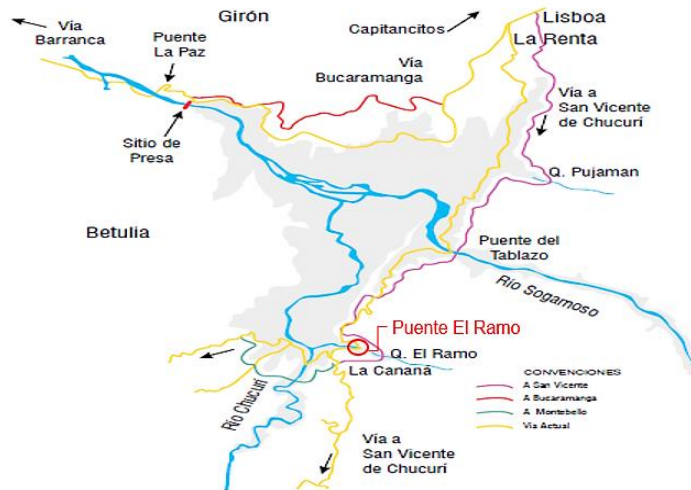 Girón
Vía
Barranca
Puente
La Paz
Capitancitos
Lisboa
La Renta
Vía
Bucaramanga
Vía a
San Vicente
de Chucurí
Sitio de
Presa
Q. Pujaman
Betulia
Puente del
Tablazo
Río Sogamoso
Puente El Ramo
Q. El Ramo
La Cananá
Río Chucurí
CONVENCIONES
A San Vicente
A Bucaramanga
A Montebello
Vía Actual
Vía a
San Vicente
de Chucurí